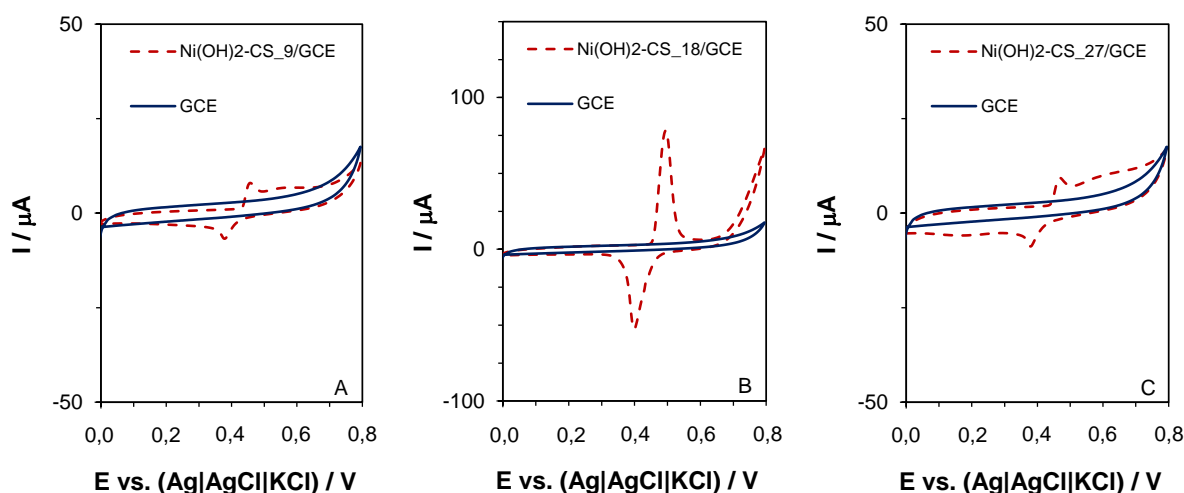 50
25
0
-25
-50
I / μA
Ni(OH)2-CS_9/GCE
GCE
A
0,0 0,2 0,4 0,6 0,8
E vs. (Ag|AgCl|KCl) / V
100
0
-100
I / μA
Ni(OH)2-CS_18/GCE
GCE
B
0,0 0,2 0,4 0,6 0,8
E vs. (Ag|AgCl|KCl) / V
50
0
-50
I / μA
Ni(OH)2-CS_27/GCE
GCE
C
0,0 0,2 0,4 0,6 0,8
E vs. (Ag|AgCl|KCl) / V